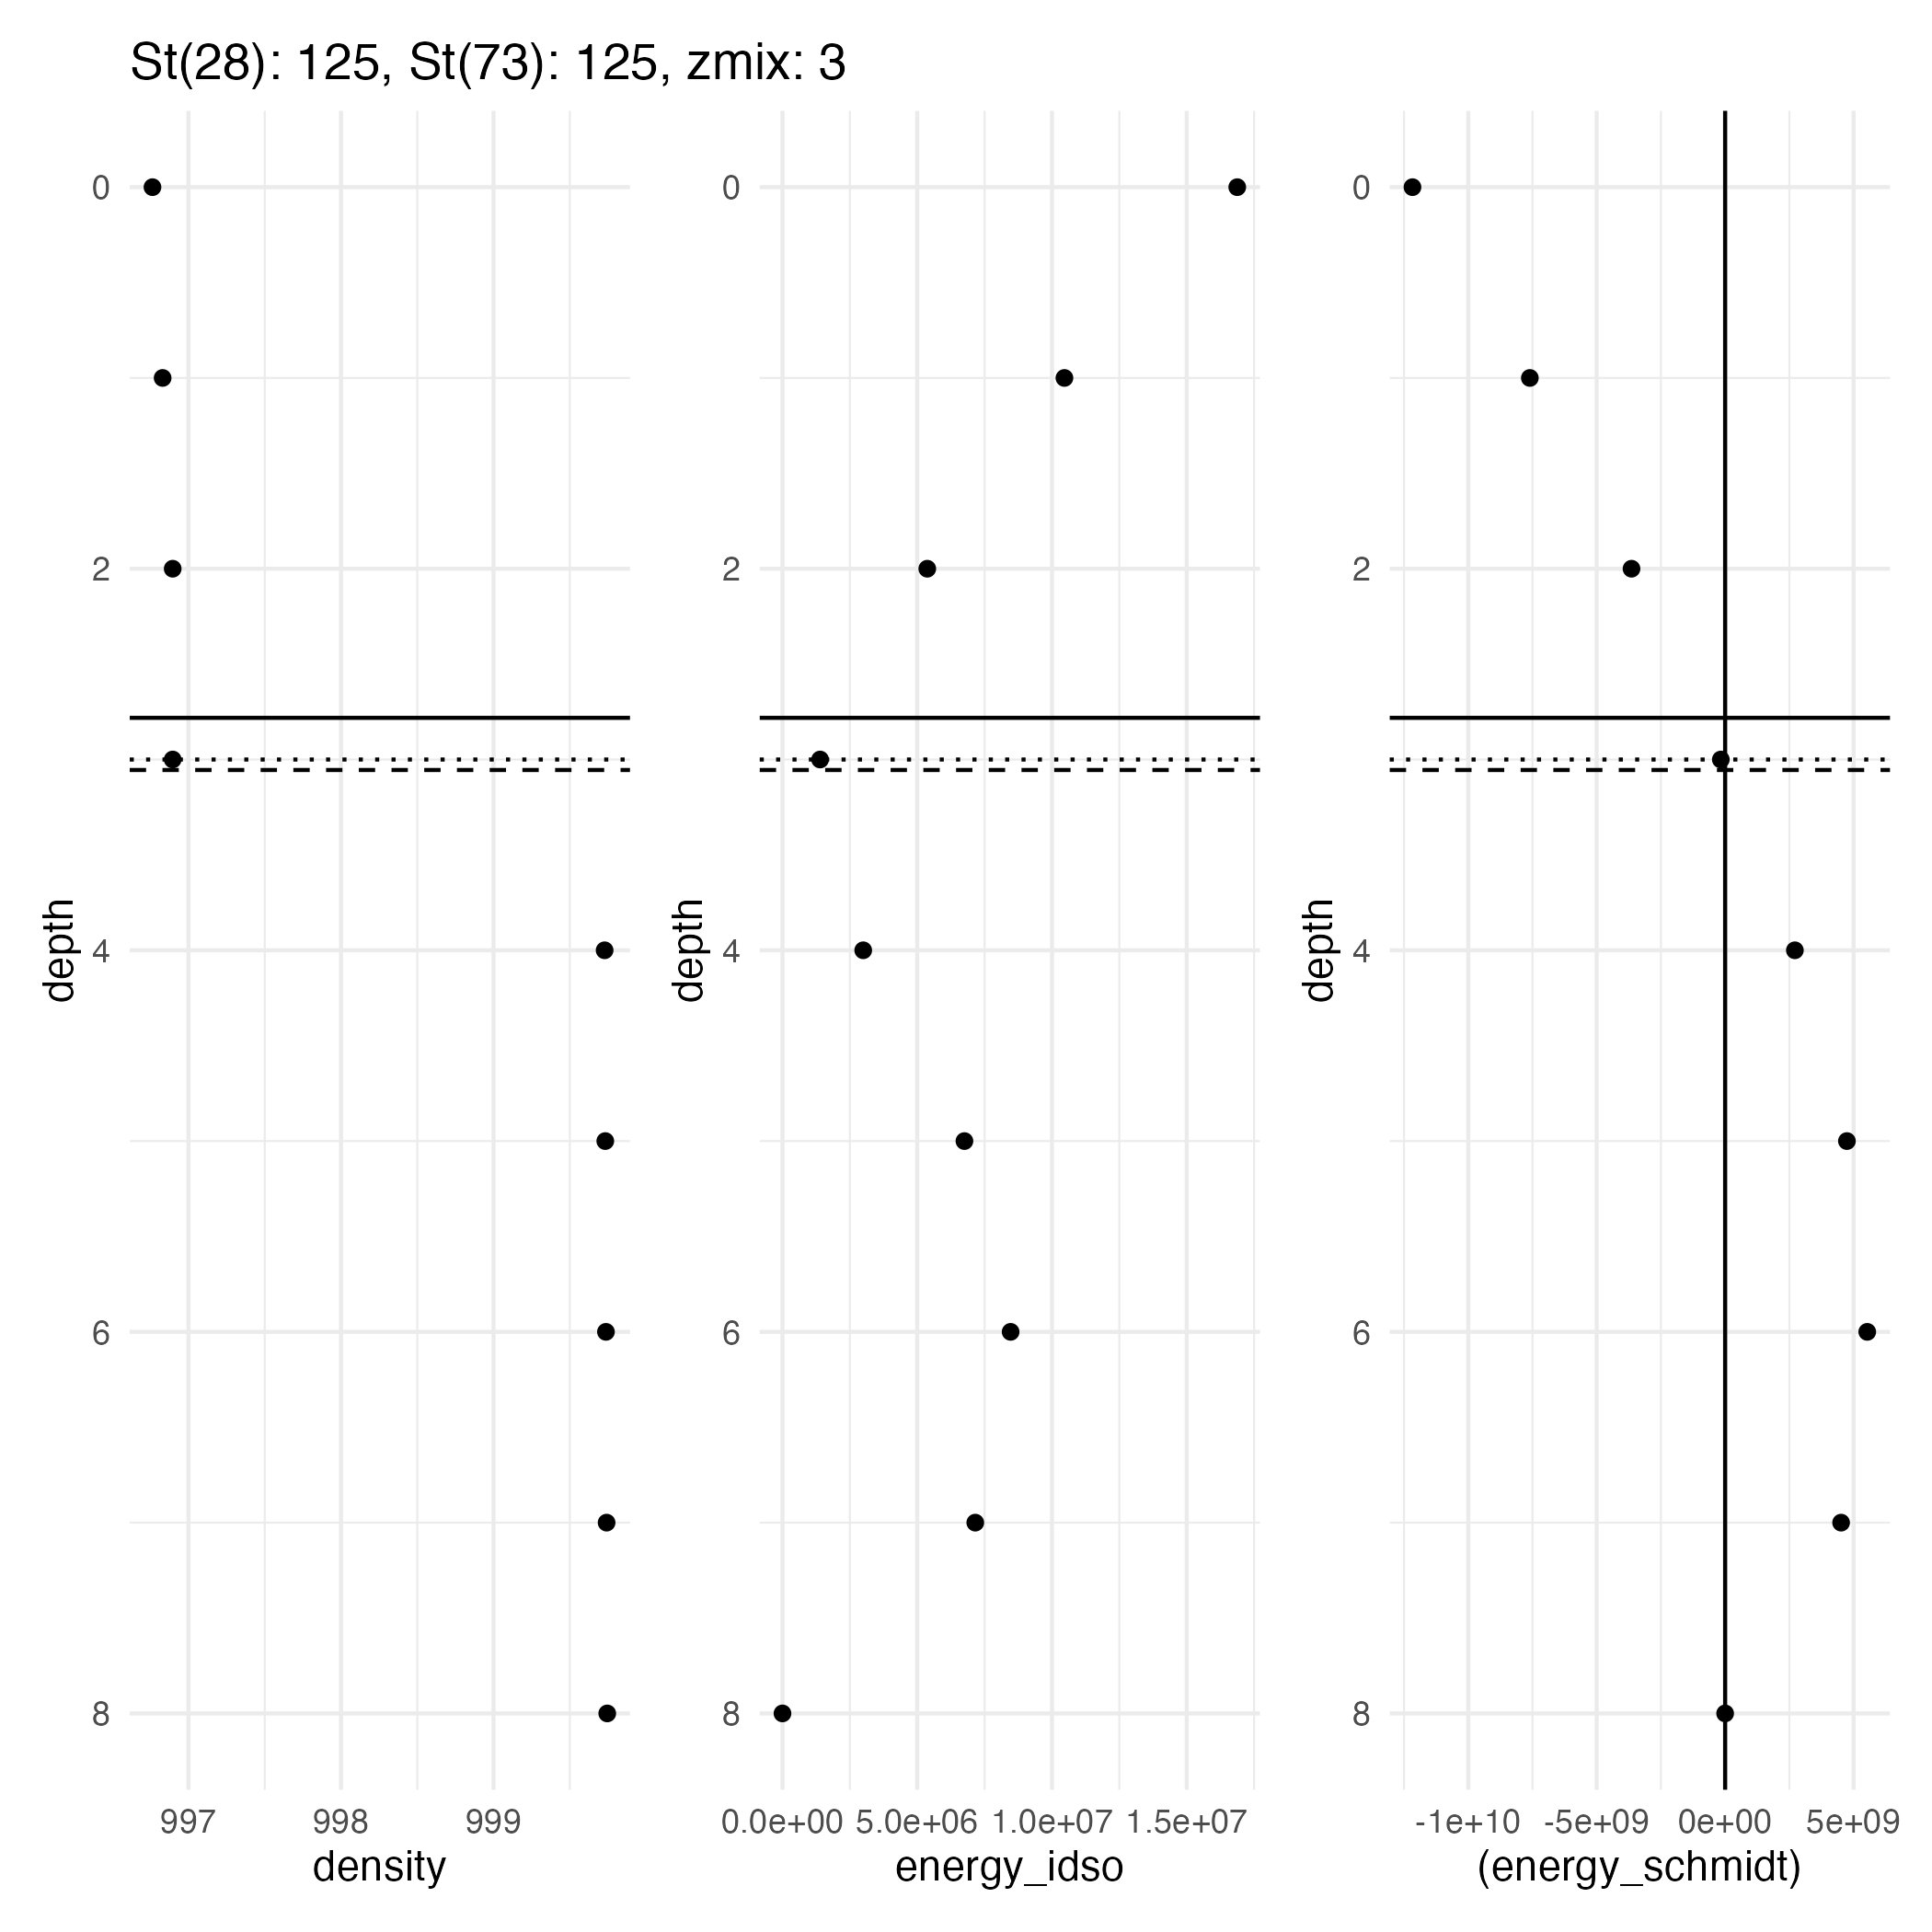 St(28): 125, St(73): 125, zmix: 3
0
2
4
6
8
depth
997 998 999
density
0
2
4
6
8
depth
0.0e+00 5.0e+06 1.0e+07 1.5e+07
energy_idso
0
2
4
6
8
depth
-1e+10 -5e+09 0e+00 5e+09
(energy_schmidt)